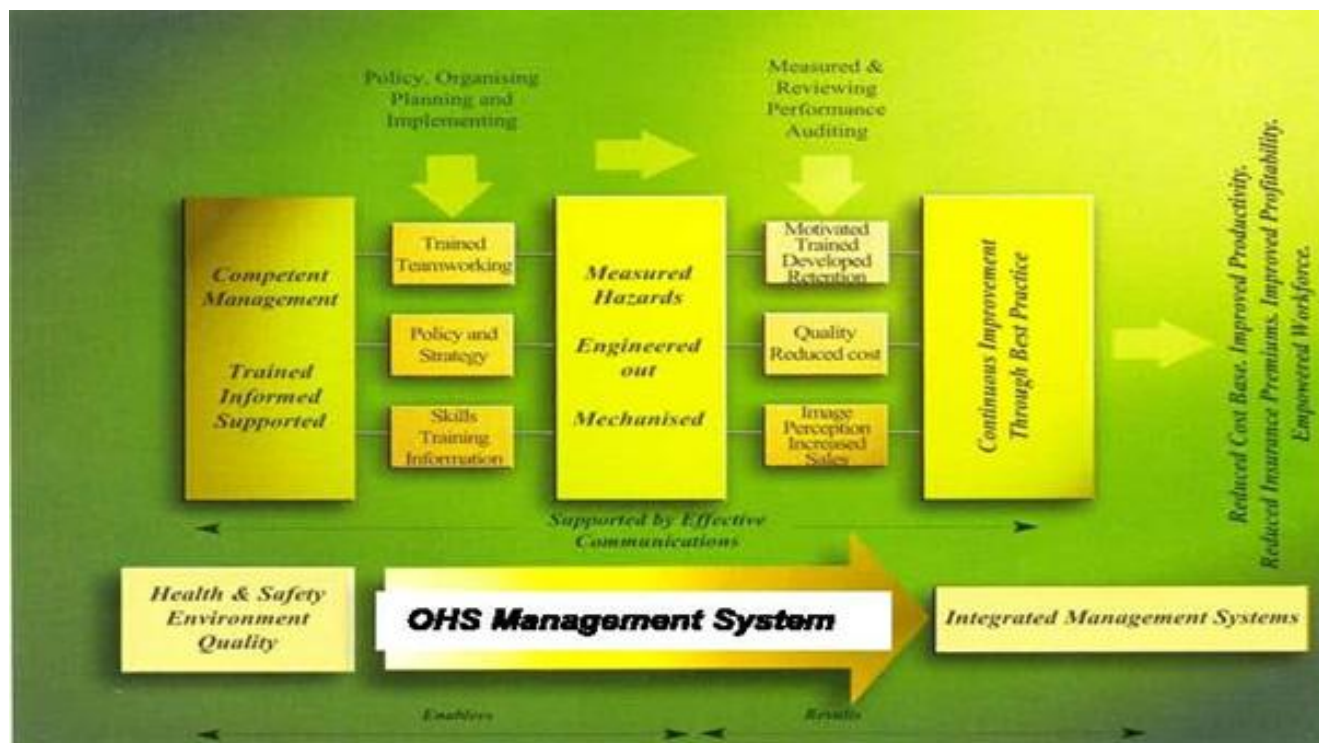 Policy, Organising
Planning and
Implementing
Measured &
Reviewing
Performance
Auditing
Competent
Management
Trained
Informed
Supported
Trained
Teamworking
Policy and
Strategy
Skills
Training
Information
Measured
Hazards
Engineered
out
Mechanised
Motivated
Trained
Developed
Retention
Quality
Reduced cost
Image
Perception
Increased
Sales
Continuous Improvement
Through Best Practice
Reduced Cost Base, Improved Productivity,
Reduced Insurance Premiums, Improved Profitability,
Empowered Workforce.
Supported by Effective
Communications
Health & Safety
Environment
Quality
OHS Management System
Integrated Management Systems
Enablers
Results